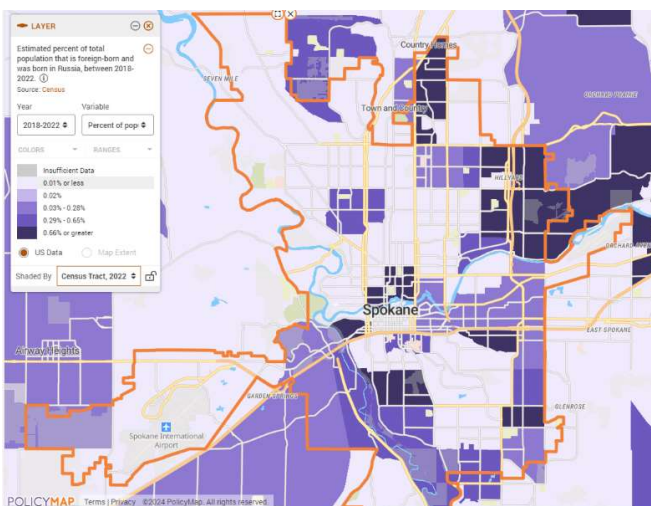 LAYER
Estimated percent of total
population that is foreign-born and
was born in Russia, between 2018-
2022.
Source: Census
Year
Variable
2018-2022
Percent of pop
COLORS
RANGES
Insufficient Data
0.01% or less
0.02%
0.03% - 0.28%
0.29% - 0.65%
0.66% or greater
US Data
Map Extent
Shaded By
Census Tract, 2022
SEVEN MILE
Country Homes
Town and Country
ORCHARD PRAIRIE
HILLYARD
ORCHARD AVE
Spokane
EAST SPOKANE
Airway Heights
GARDEN SPRINGS
GLENROSE
Spokane International
Airport
POLICYMAP
Terms | Privacy ©2024 PolicyMap. All rights reserved.